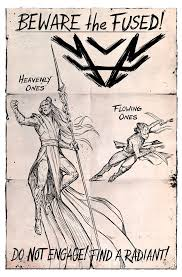 BEWARE the FUSED!
HEAVENLY
ONES
FLOWING
ONES
DO NOT ENGAGE! FIND A RADIANT!